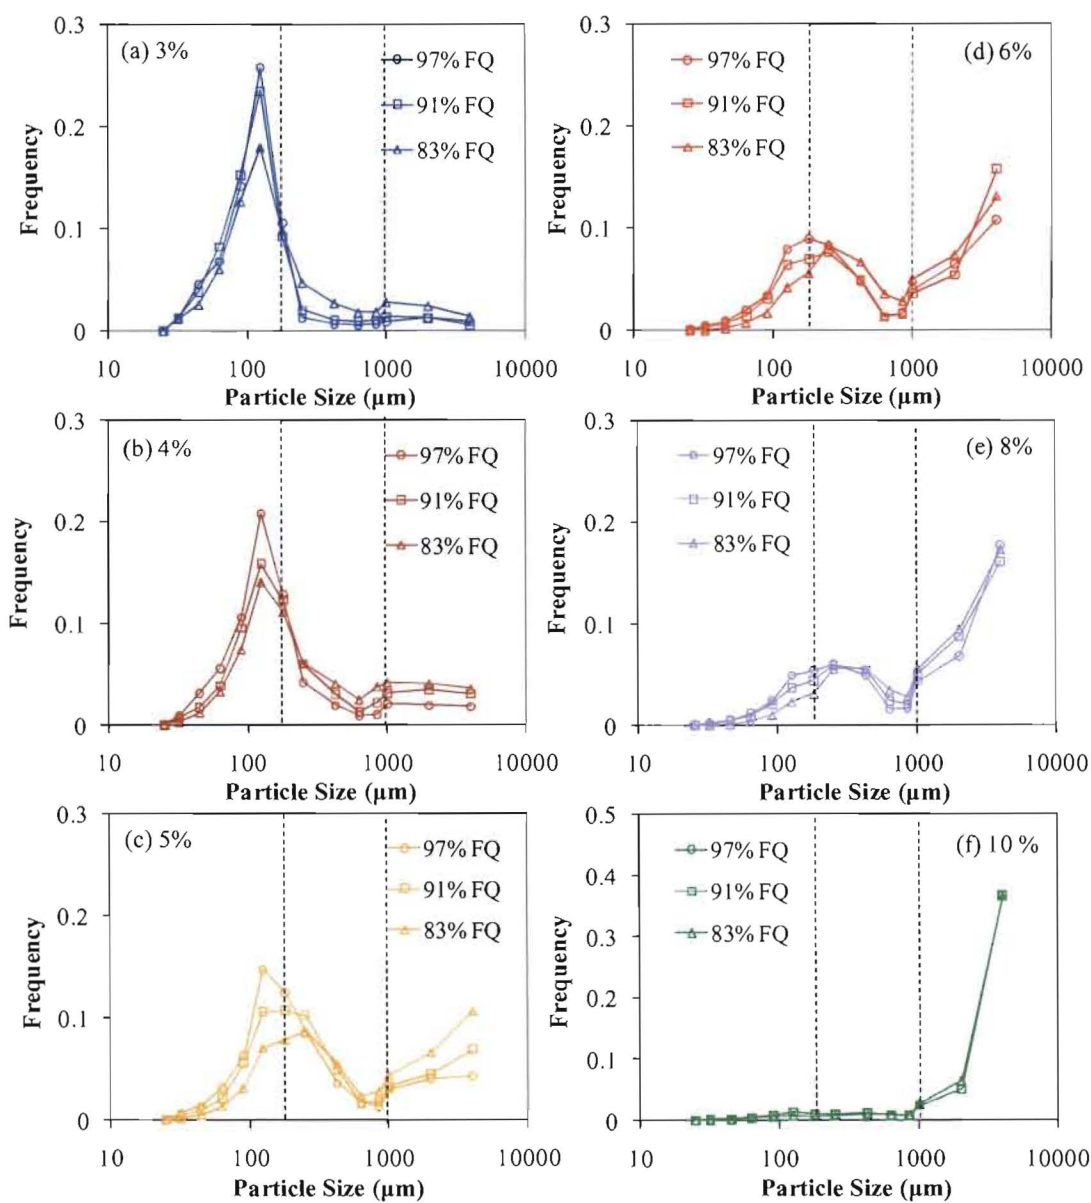 (a) 3%
97% FQ
91% FQ
83% FQ
Frequency
0.3
0.2
0.1
0
10
100
1000
10000
Particle Size (µm)
(b) 4%
97% FQ
91% FQ
83% FQ
Frequency
0.3
0.2
0.1
0
10
100
1000
10000
Particle Size (µm)
(c) 5%
97% FQ
91% FQ
83% FQ
Frequency
0.3
0.2
0.1
0
10
100
1000
10000
Particle Size (µm)
(d) 6%
97% FQ
91% FQ
83% FQ
Frequency
0.3
0.2
0.1
0
10
100
1000
10000
Particle Size (µm)
(e) 8%
97% FQ
91% FQ
83% FQ
Frequency
0.3
0.2
0.1
0
10
100
1000
10000
Particle Size (µm)
(f) 10 %
97% FQ
91% FQ
83% FQ
Frequency
0.5
0.4
0.3
0.2
0.1
0
10
100
1000
10000
Particle Size (µm)